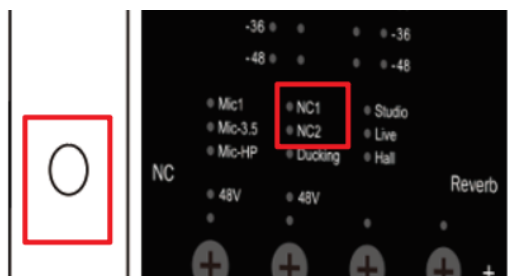 -36 -36
-48 -48
Mic1 NC1 Studio
Mic-3.5 NC2 Live
Mic-HP Ducking Hall
NC Reverb
48V 48V
+